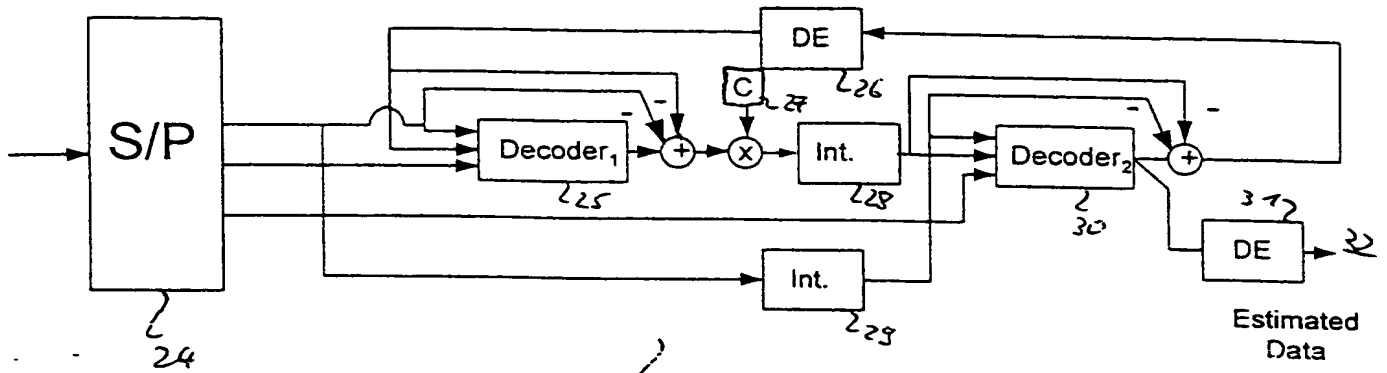 DE
26
C
27
S/P
Decoder₁
25
+
x
Int.
28
Decoder₂
30
+
31
DE
32
Int.
29
24
Estimated
Data